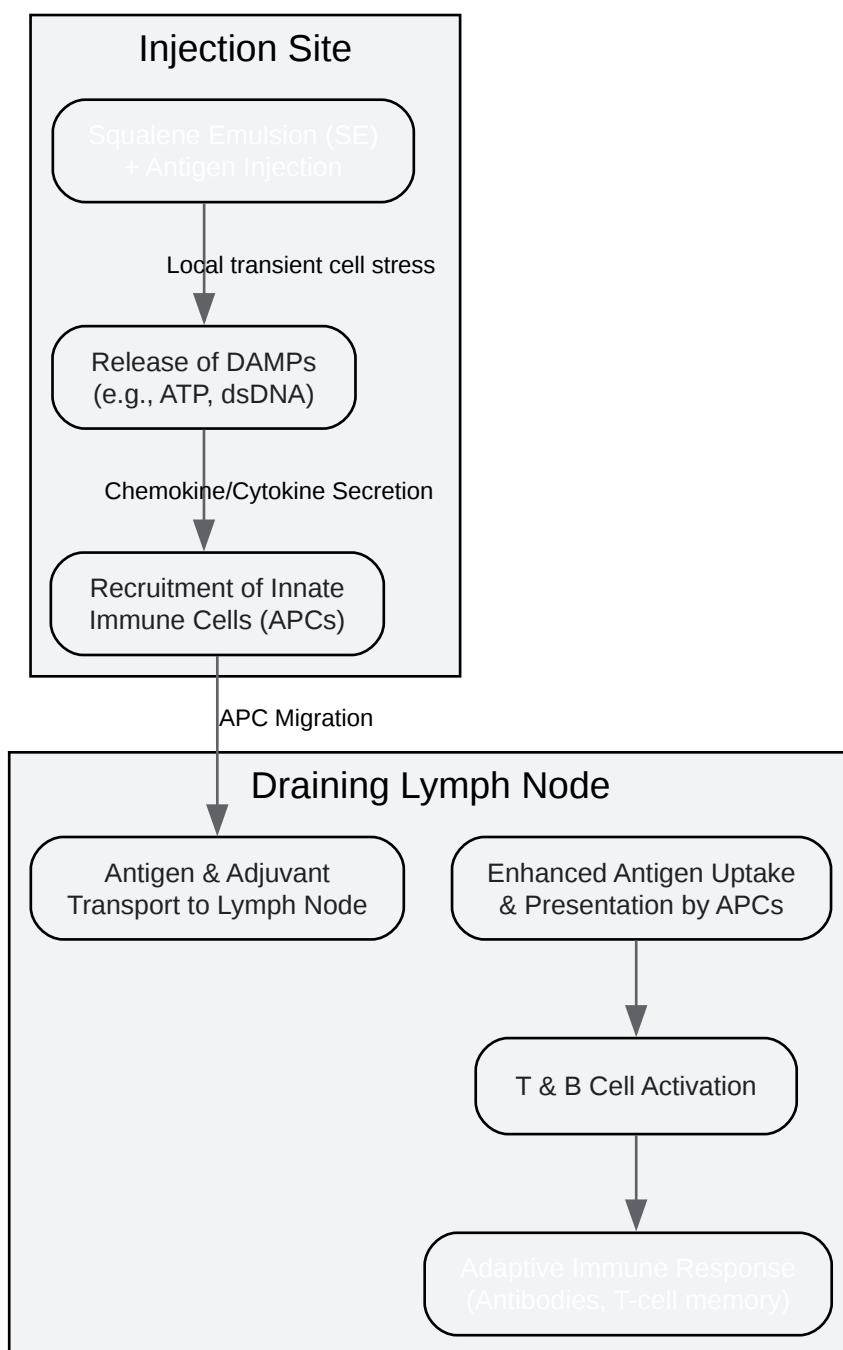 Injection Site
Squalene Emulsion (SE)
+ Antigen Injection
Local transient cell stress
Release of DAMPs
(e.g., ATP, dsDNA)
Chemokine/Cytokine Secretion
Recruitment of Innate
Immune Cells (APCs)
APC Migration
Draining Lymph Node
Antigen & Adjuvant
Transport to Lymph Node
Enhanced Antigen Uptake
& Presentation by APCs
T & B Cell Activation
Adaptive Immune Response
(Antibodies, T-cell memory)